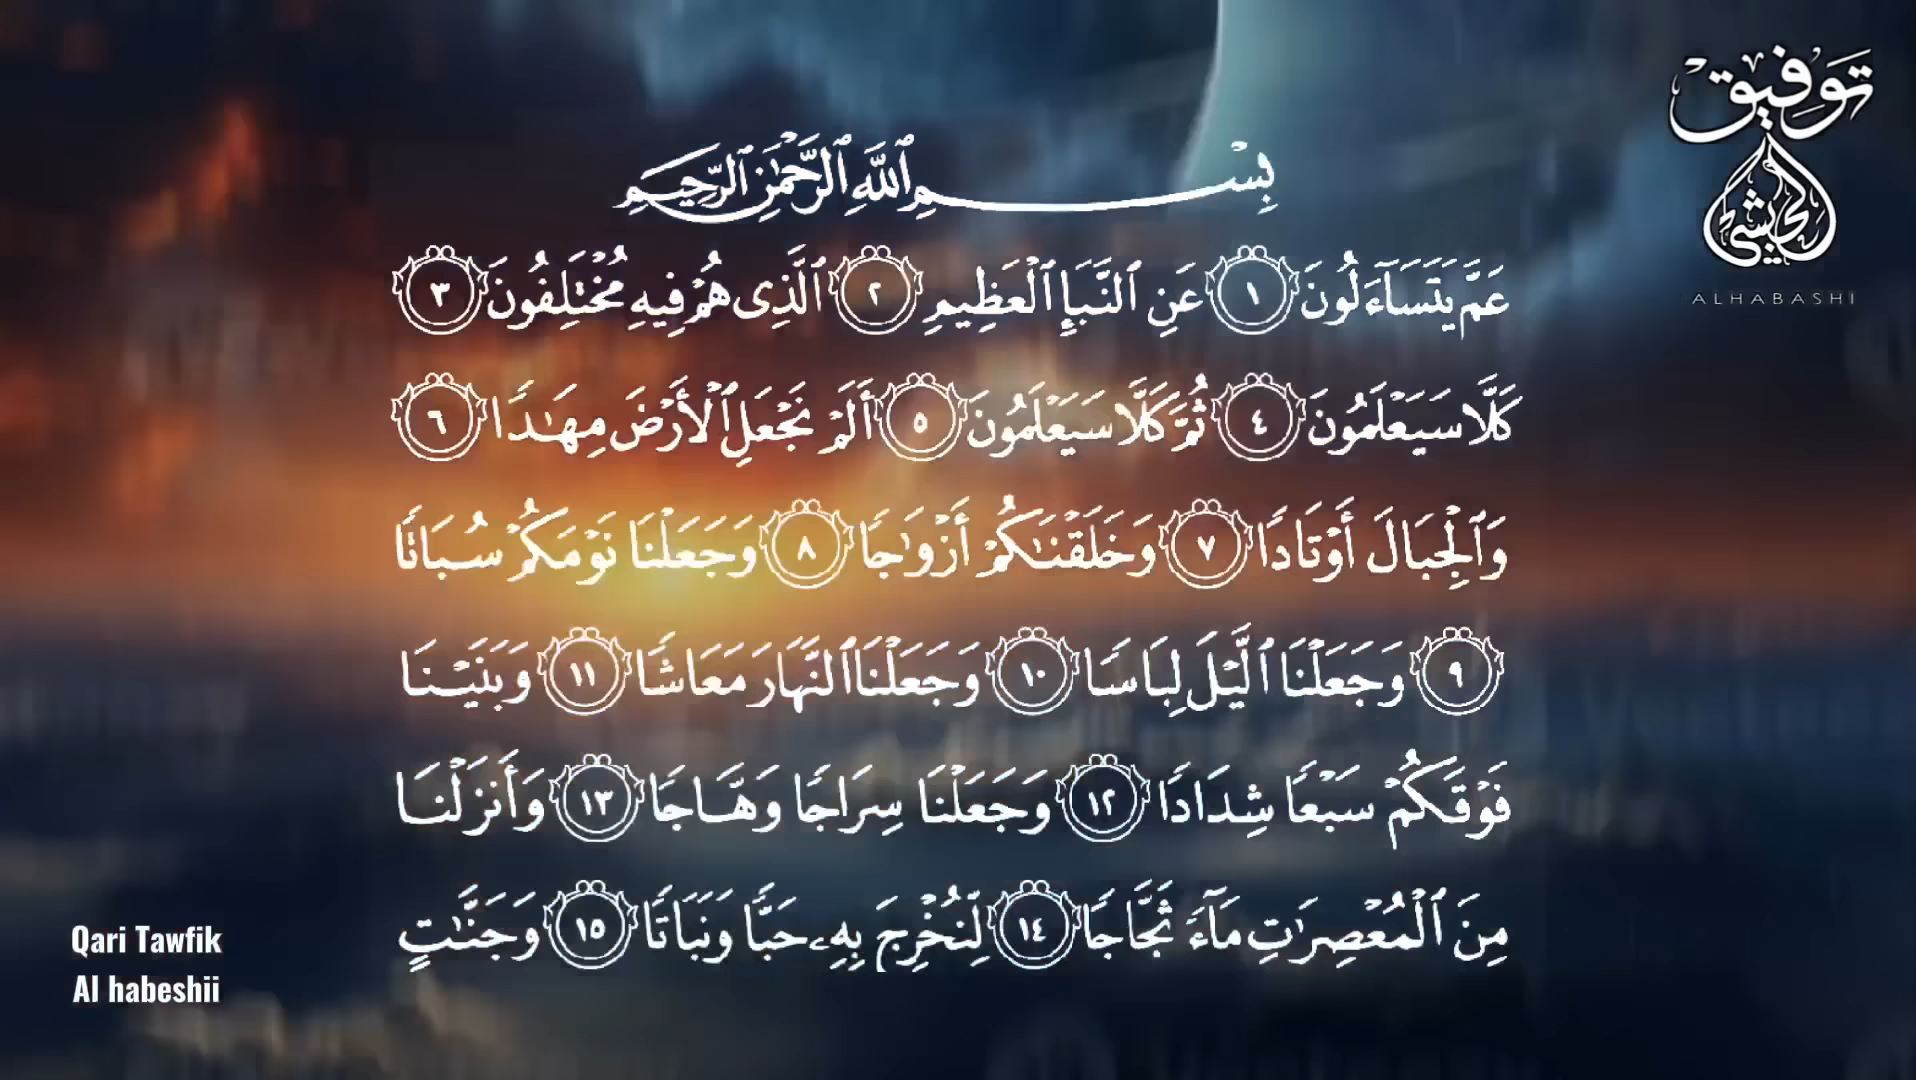 توفيق
الحبشي
ALHABASHI
بِسْمِ ٱللَّهِ ٱلرَّحْمَٰنِ ٱلرَّحِيمِ
عَمَّ يَتَسَآءَلُونَ ١ عَنِ ٱلنَّبَإِ ٱلْعَظِيمِ ٢ ٱلَّذِى هُمْ فِيهِ مُخْتَلِفُونَ ٣
كَلَّا سَيَعْلَمُونَ ٤ ثُمَّ كَلَّا سَيَعْلَمُونَ ٥ أَلَمْ نَجْعَلِ ٱلْأَرْضَ مِهَٰدًا ٦
وَٱلْجِبَالَ أَوْتَادًا ٧ وَخَلَقْنَٰكُمْ أَزْوَٰجًا ٨ وَجَعَلْنَا نَوْمَكُمْ سُبَاتًا
٩ وَجَعَلْنَا ٱلَّيْلَ لِبَاسًا ١٠ وَجَعَلْنَا ٱلنَّهَارَ مَعَاشًا ١١ وَبَنَيْنَا
فَوْقَكُمْ سَبْعًا شِدَادًا ١٢ وَجَعَلْنَا سِرَاجًا وَهَّاجًا ١٣ وَأَنزَلْنَا
مِنَ ٱلْمُعْصِرَٰتِ مَآءً ثَجَّاجًا ١٤ لِّنُخْرِجَ بِهِۦ حَبًّا وَنَبَاتًا ١٥ وَجَنَّٰتٍ
Qari Tawfik
Al habeshii